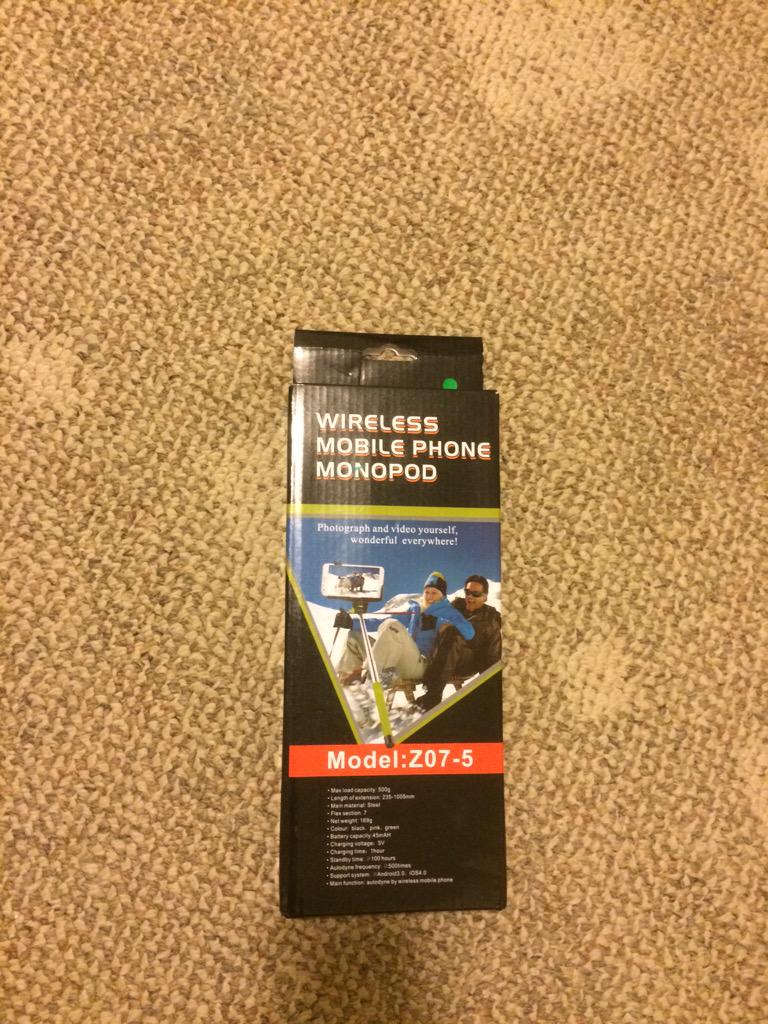 WIRELESS
MOBILE PHONE
MONOPOD
Photograph and video yourself,
wonderful everywhere!
Model:Z07-5
• Max load capacity: 500g
• Length of extension: 235-1005mm
• Main material: Steel
• Flex section: 7
• Net weight: 169g
• Colour: black, pink, green
• Battery capacity:45mAH
• Charging voltage: 5V
• Charging time: 1hour
• Standby time: ≥100 hours
• Autodyne frequency: ≥500times
• Support system: ≥Android3.0, iOS4.0
• Main function: autodyne by wireless mobile phone